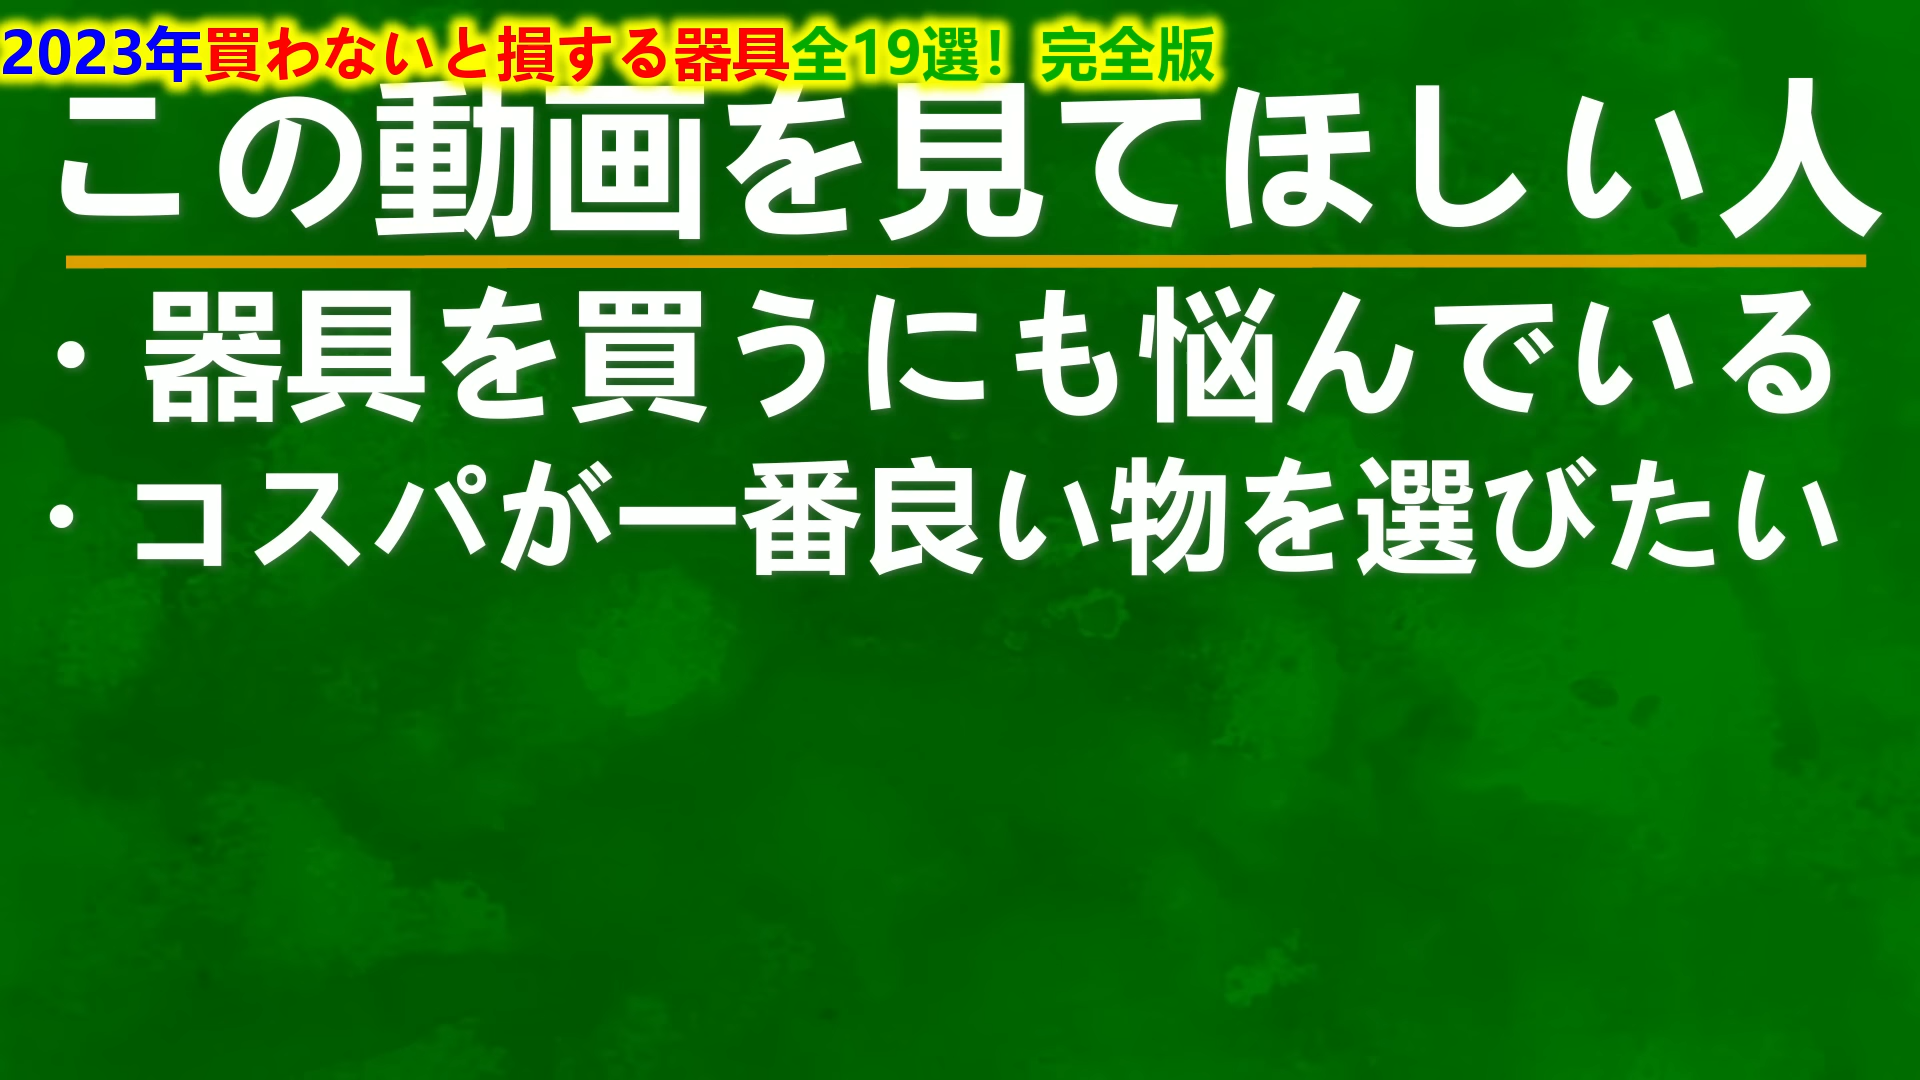 2023年買わないと損する器具全19選！完全版
この動画を見てほしい人
・器具を買うにも悩んでいる
・コスパが一番良い物を選びたい